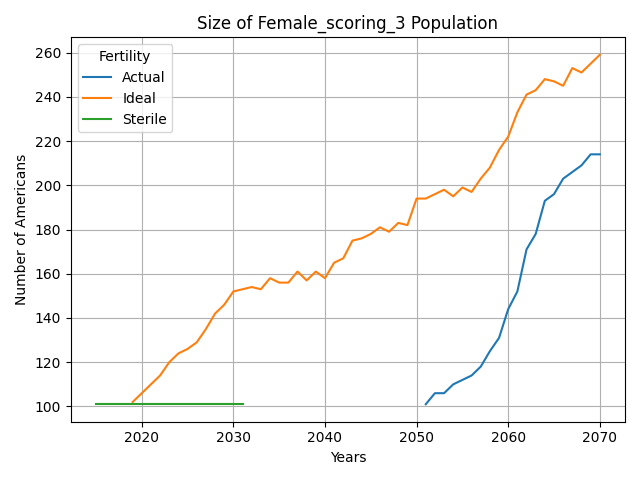 Size of Female_scoring_3 Population
Fertility
Actual
Ideal
Sterile
Number of Americans
260
240
220
200
180
160
140
120
100
2020 2030 2040 2050 2060 2070
Years